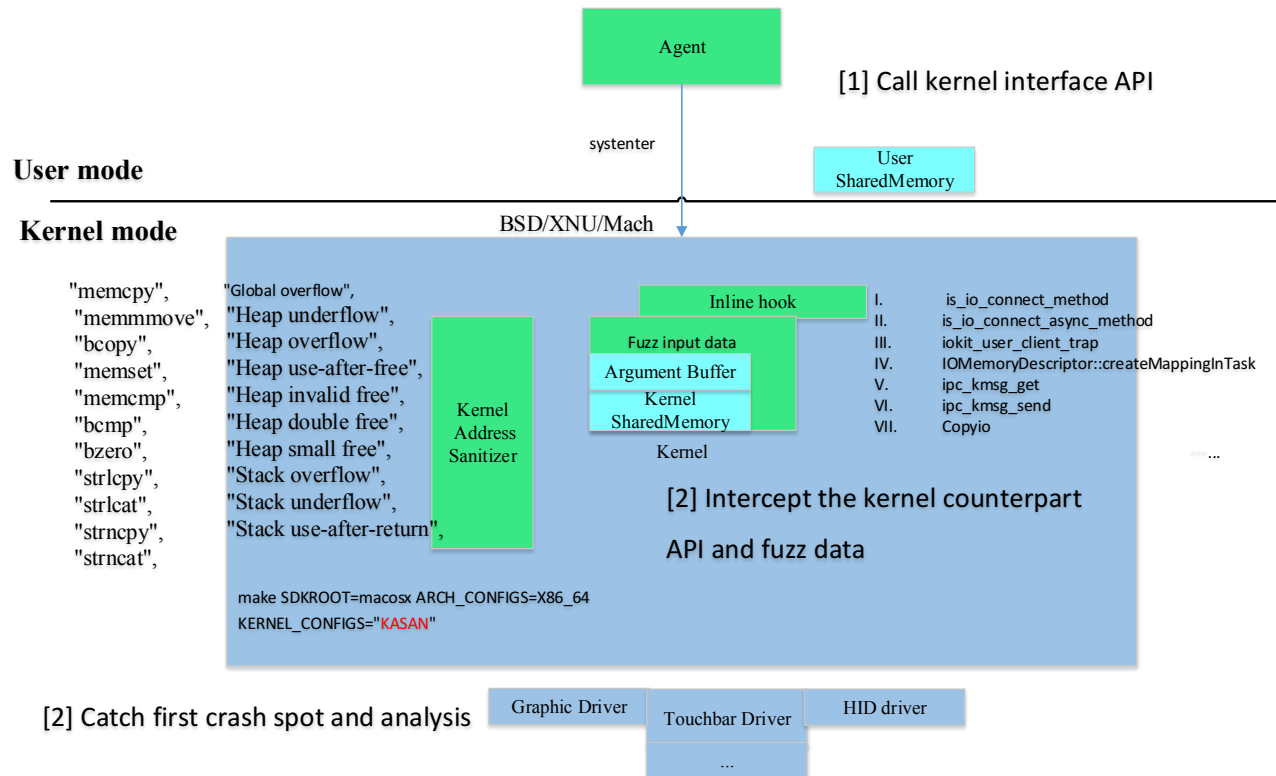 Agent
[1] Call kernel interface API
systenter
User
SharedMemory
User mode
Kernel mode
BSD/XNU/Mach
"memcpy",
"memmmove",
"bcopy",
"memset",
"memcmp",
"bcmp",
"bzero",
"strlcpy",
"strlcat",
"strncpy",
"strncat",
"Global overflow",
"Heap underflow",
"Heap overflow",
"Heap use-after-free",
"Heap invalid free",
"Heap double free",
"Heap small free",
"Stack overflow",
"Stack underflow",
"Stack use-after-return",
Kernel
Address
Sanitizer
Inline hook
Fuzz input data
Argument Buffer
Kernel
SharedMemory
Kernel
I. is_io_connect_method
II. is_io_connect_async_method
III. iokit_user_client_trap
IV. IOMemoryDescriptor::createMappingInTask
V. ipc_kmsg_get
VI. ipc_kmsg_send
VII. Copyio
......
[2] Intercept the kernel counterpart
API and fuzz data
make SDKROOT=macosx ARCH_CONFIGS=X86_64
KERNEL_CONFIGS="KASAN"
[2] Catch first crash spot and analysis
Graphic Driver
Touchbar Driver
HID driver
...